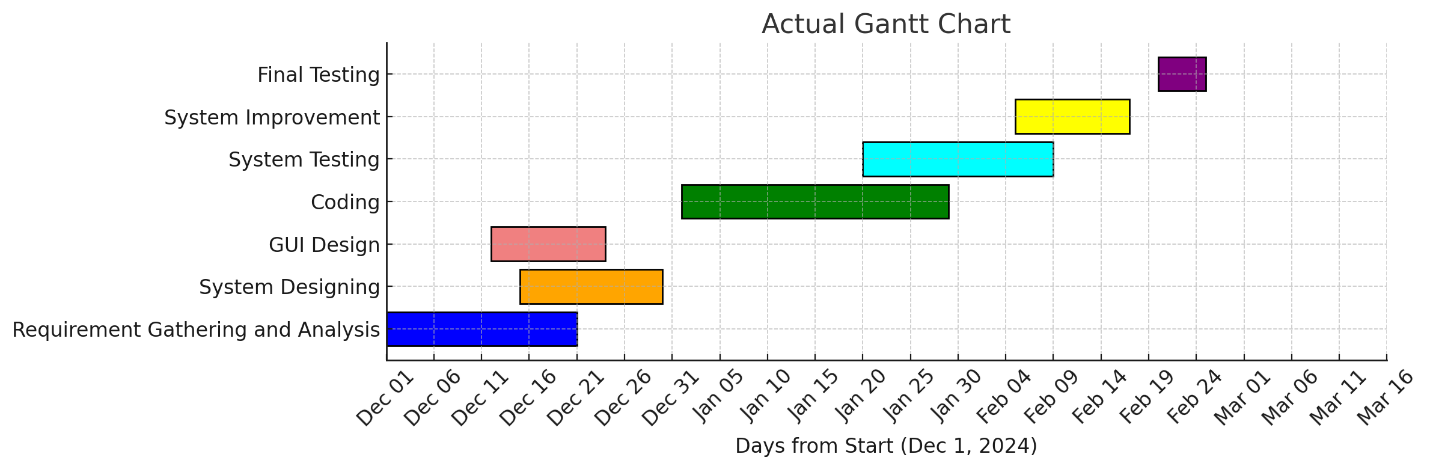 Actual Gantt Chart
Final Testing
System Improvement
System Testing
Coding
GUI Design
System Designing
Requirement Gathering and Analysis
Dec 01
Dec 06
Dec 11
Dec 16
Dec 21
Dec 26
Dec 31
Jan 05
Jan 10
Jan 15
Jan 20
Jan 25
Jan 30
Feb 04
Feb 09
Feb 14
Feb 19
Feb 24
Mar 01
Mar 06
Mar 11
Mar 16
Days from Start (Dec 1, 2024)